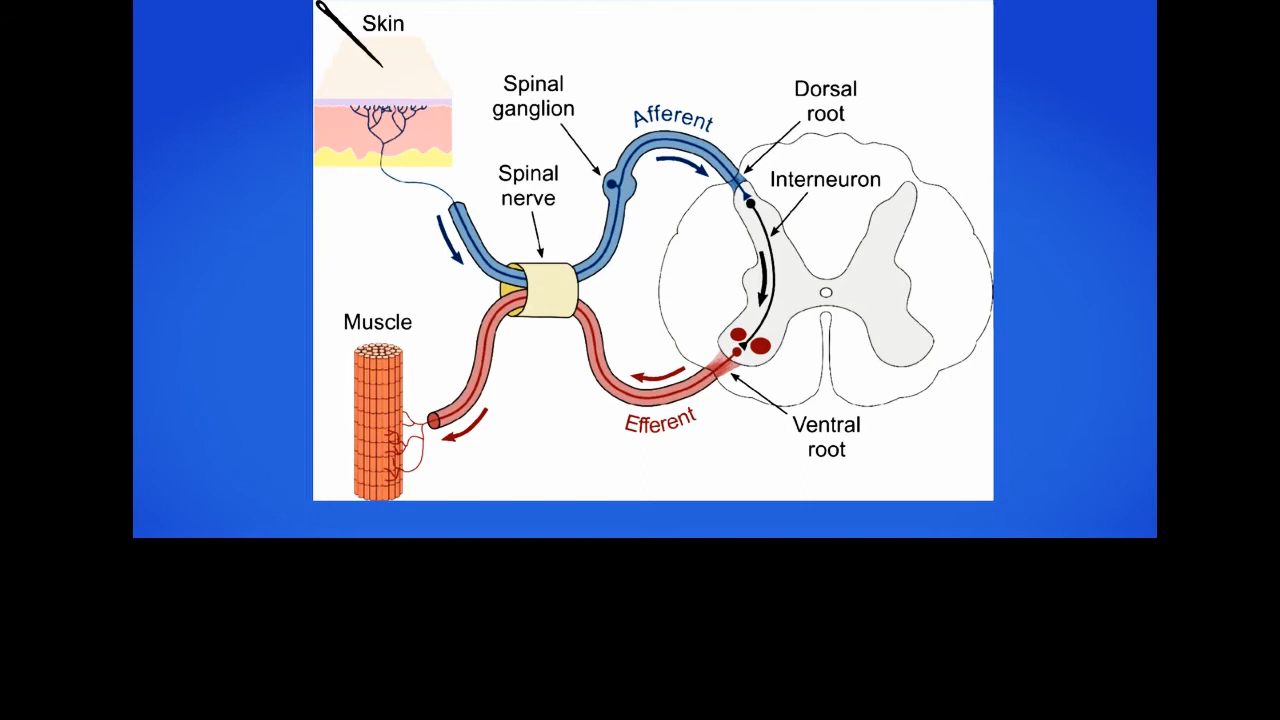 Skin
Spinal
ganglion
Afferent
Dorsal
root
Spinal
nerve
Interneuron
Muscle
Efferent
Ventral
root